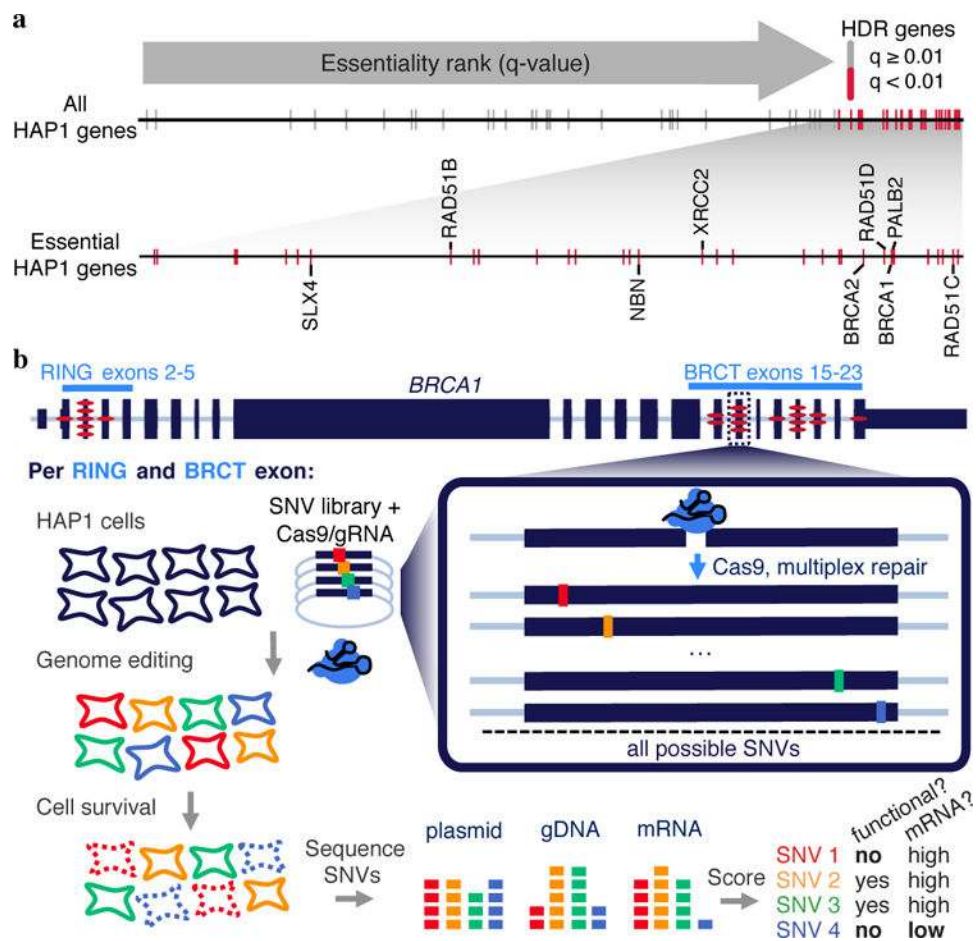 a
Essentiality rank (q-value)
HDR genes
q ≥ 0.01
q < 0.01
All
HAP1 genes
RAD51B
XRCC2
RAD51D
PALB2
Essential
HAP1 genes
SLX4
NBN
BRCA2
BRCA1
RAD51C
b
RING exons 2-5
BRCA1
BRCT exons 15-23
Per RING and BRCT exon:
HAP1 cells
SNV library +
Cas9/gRNA
Cas9, multiplex repair
...
all possible SNVs
Genome editing
Cell survival
Sequence
SNVs
plasmid
gDNA
mRNA
Score
functional?
mRNA?
SNV 1 no high
SNV 2 yes high
SNV 3 yes high
SNV 4 no low